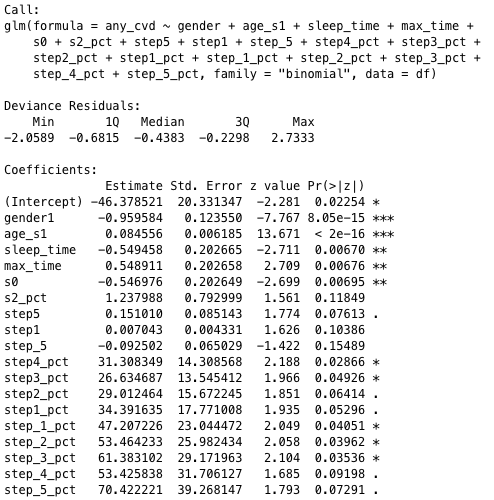 Call:
glm(formula = any_cvd ~ gender + age_s1 + sleep_time + max_time +
    s0 + s2_pct + step5 + step1 + step_5 + step4_pct + step3_pct +
    step2_pct + step1_pct + step_1_pct + step_2_pct + step_3_pct +
    step_4_pct + step_5_pct, family = "binomial", data = df)
Deviance Residuals:
    Min      1Q  Median      3Q     Max
-2.0589 -0.6815 -0.4383 -0.2298  2.7333
Coefficients:
             Estimate Std. Error z value Pr(>|z|)
(Intercept) -46.378521  20.331347  -2.281  0.02254 *
gender1      -0.959584   0.123550  -7.767 8.05e-15 ***
age_s1        0.084556   0.006185  13.671  < 2e-16 ***
sleep_time   -0.549458   0.202665  -2.711  0.00670 **
max_time      0.548911   0.202658   2.709  0.00676 **
s0           -0.546976   0.202649  -2.699  0.00695 **
s2_pct        1.237988   0.792999   1.561  0.11849
step5         0.151010   0.085143   1.774  0.07613 .
step1         0.007043   0.004331   1.626  0.10386
step_5       -0.092502   0.065029  -1.422  0.15489
step4_pct    31.308349  14.308568   2.188  0.02866 *
step3_pct    26.634687  13.545412   1.966  0.04926 *
step2_pct    29.012464  15.672245   1.851  0.06414 .
step1_pct    34.391635  17.771008   1.935  0.05296 .
step_1_pct   47.207226  23.044472   2.049  0.04051 *
step_2_pct   53.464233  25.982434   2.058  0.03962 *
step_3_pct   61.383102  29.171963   2.104  0.03536 *
step_4_pct   53.425838  31.706127   1.685  0.09198 .
step_5_pct   70.422221  39.268147   1.793  0.07291 .